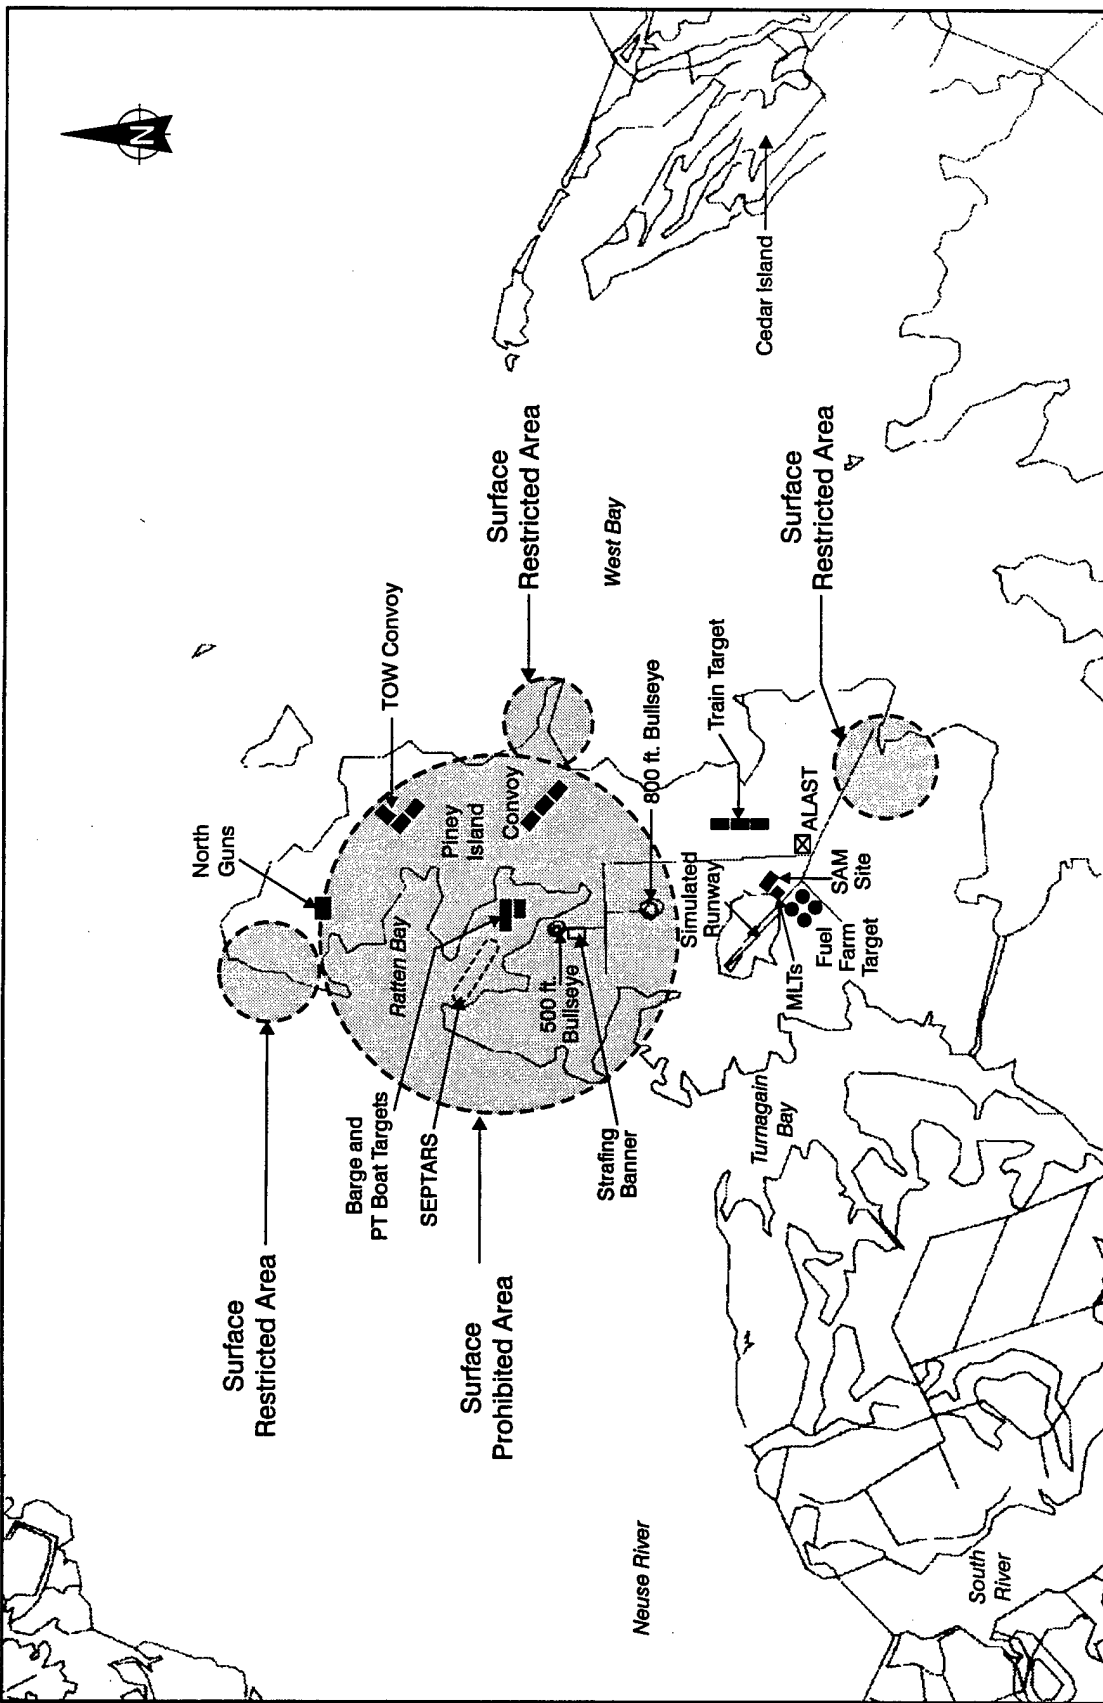 N
North
Guns
TOW Convoy
Surface
Restricted Area
Ratten Bay
Piney
Island
Convoy
Surface
Restricted Area
Barge and
PT Boat Targets
SEPTARS
Surface
Prohibited Area
500 ft.
Bullseye
Strafing
Banner
800 ft. Bullseye
West Bay
Simulated
Runway
Train Target
Cedar Island
Surface
Restricted Area
ALAST
SAM
Site
MLTs
Fuel
Farm
Target
Turnagain
Bay
Neuse River
South
River